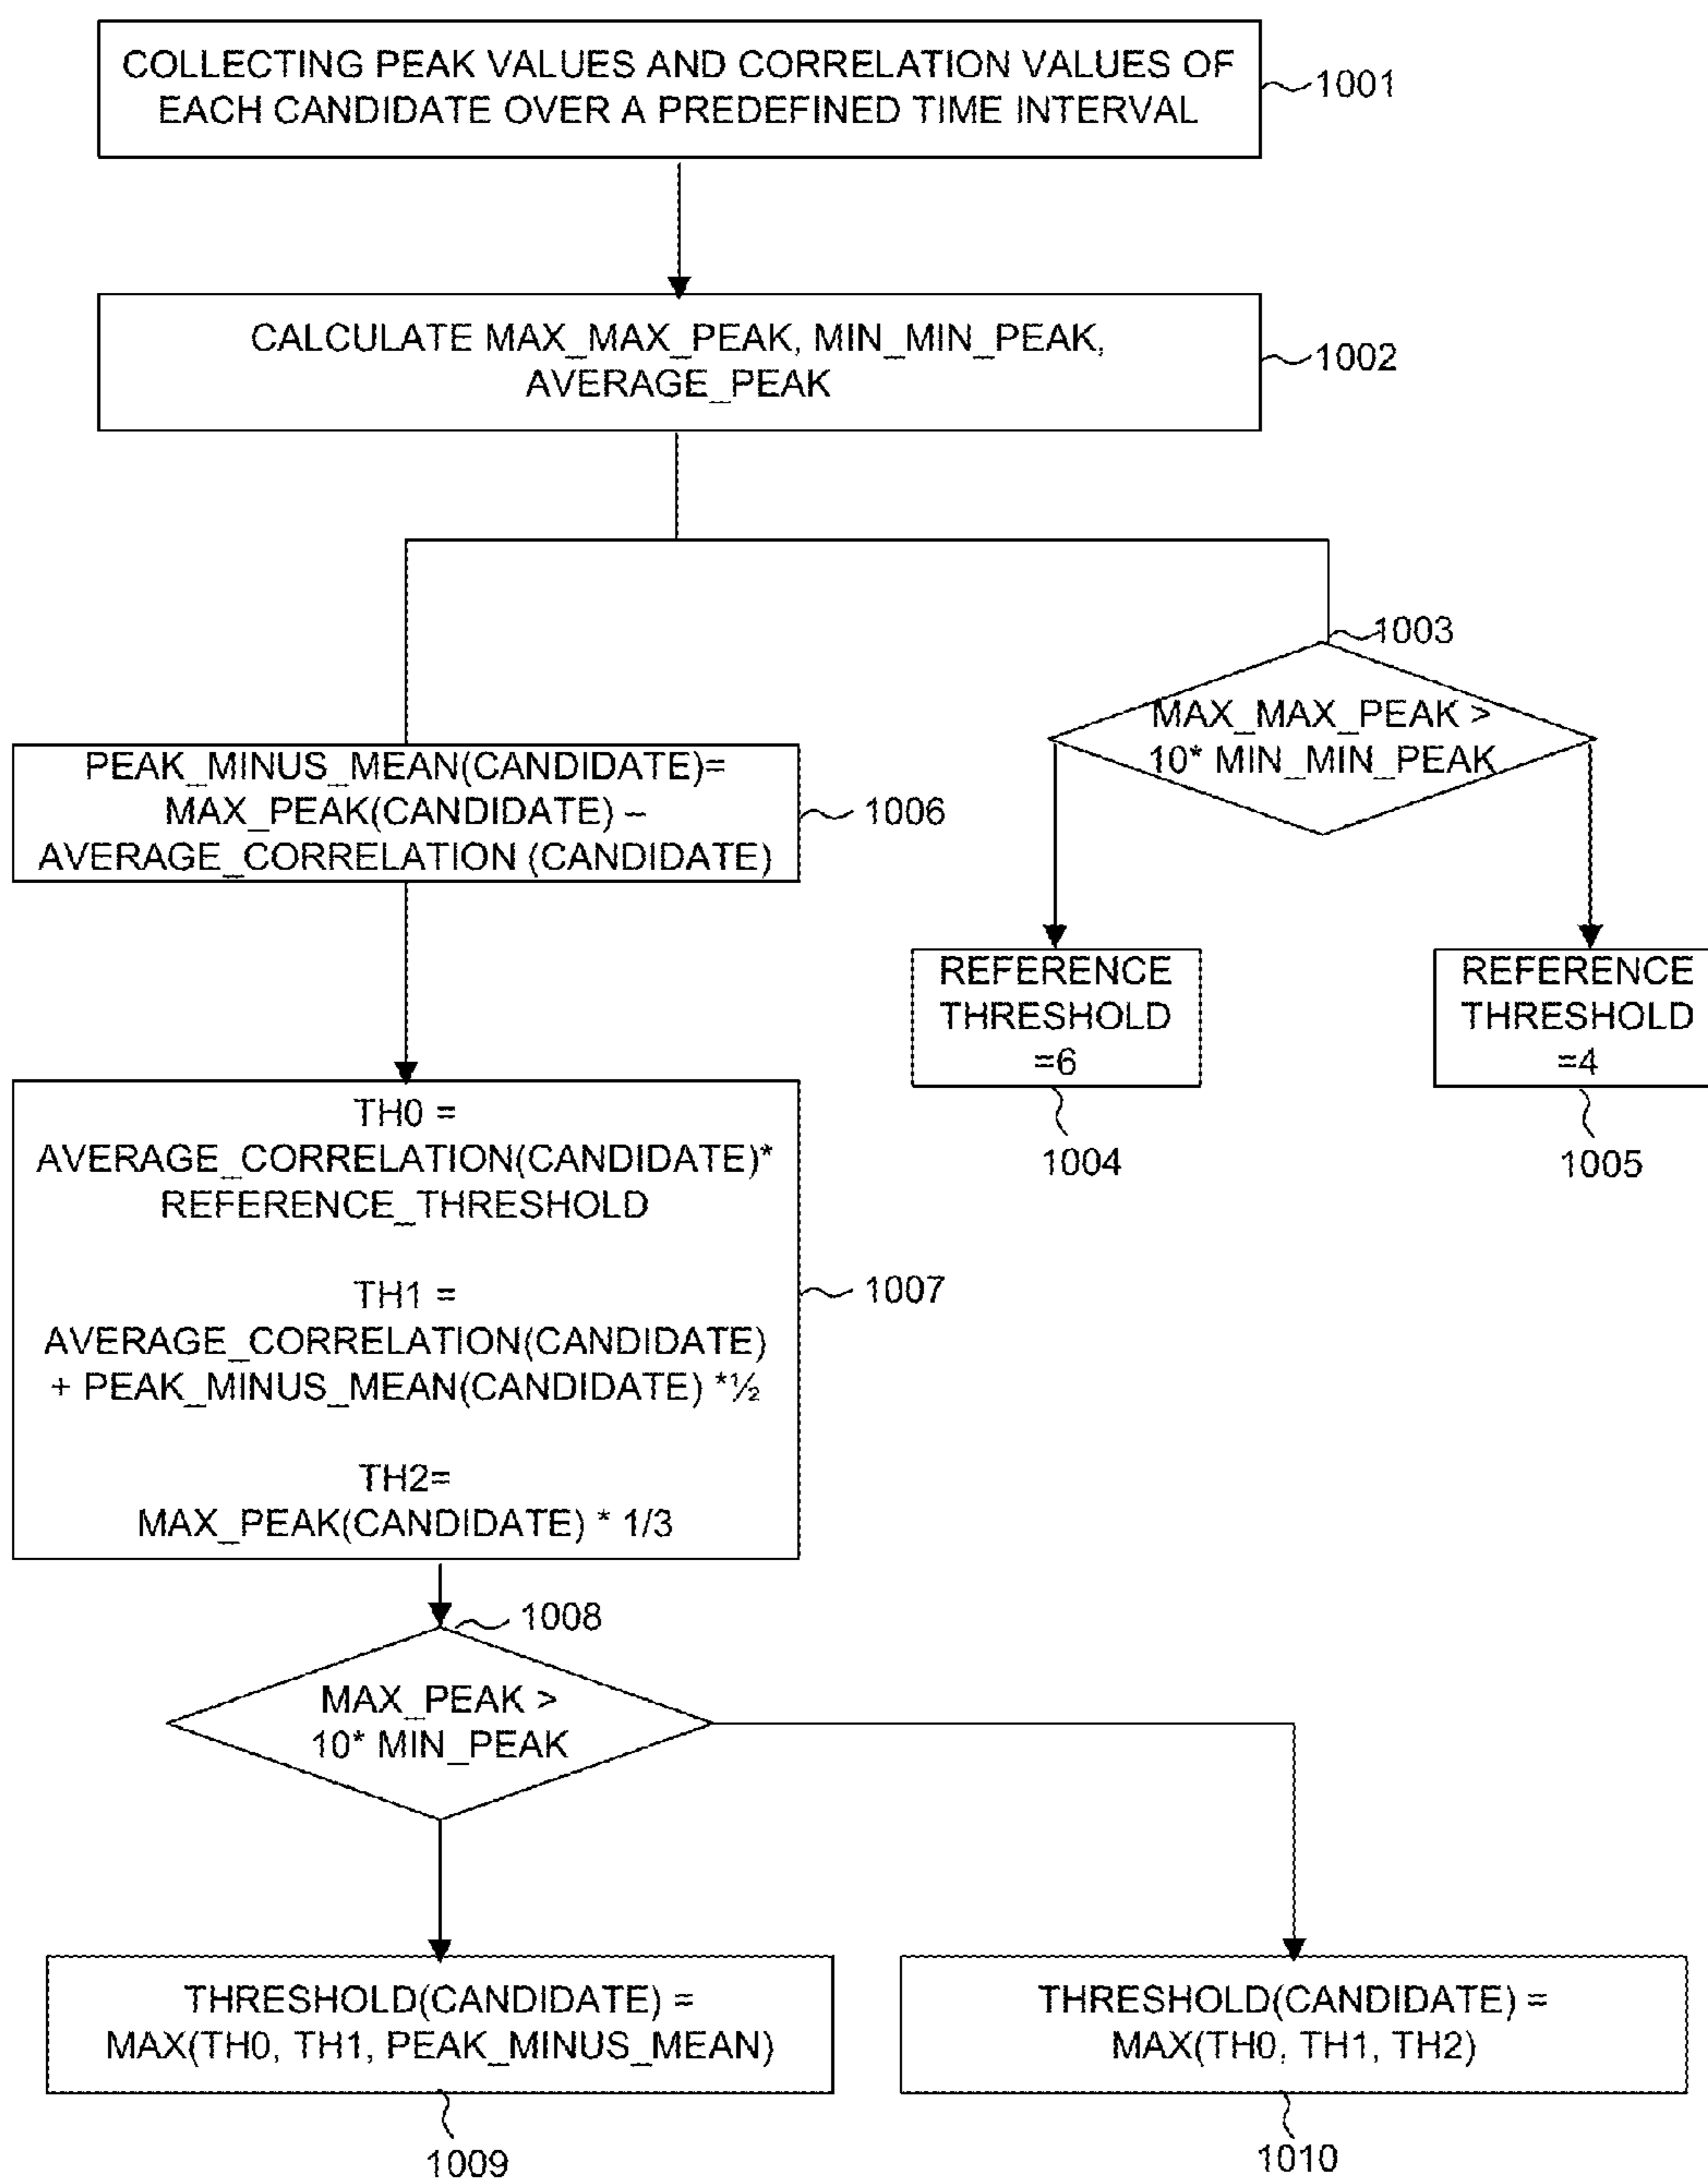 COLLECTING PEAK VALUES AND CORRELATION VALUES OF
EACH CANDIDATE OVER A PREDEFINED TIME INTERVAL
1001
CALCULATE MAX_MAX_PEAK, MIN_MIN_PEAK,
AVERAGE_PEAK
1002
1003
MAX_MAX_PEAK >
10* MIN_MIN_PEAK
PEAK_MINUS_MEAN(CANDIDATE)=
MAX_PEAK(CANDIDATE) –
AVERAGE_CORRELATION (CANDIDATE)
1006
REFERENCE
THRESHOLD
=6
1004
REFERENCE
THRESHOLD
=4
1005
TH0 =
AVERAGE_CORRELATION(CANDIDATE)*
REFERENCE_THRESHOLD
TH1 =
AVERAGE_CORRELATION(CANDIDATE)
+ PEAK_MINUS_MEAN(CANDIDATE) *½
TH2=
MAX_PEAK(CANDIDATE) * 1/3
1007
1008
MAX_PEAK >
10* MIN_PEAK
THRESHOLD(CANDIDATE) =
MAX(TH0, TH1, PEAK_MINUS_MEAN)
1009
THRESHOLD(CANDIDATE) =
MAX(TH0, TH1, TH2)
1010